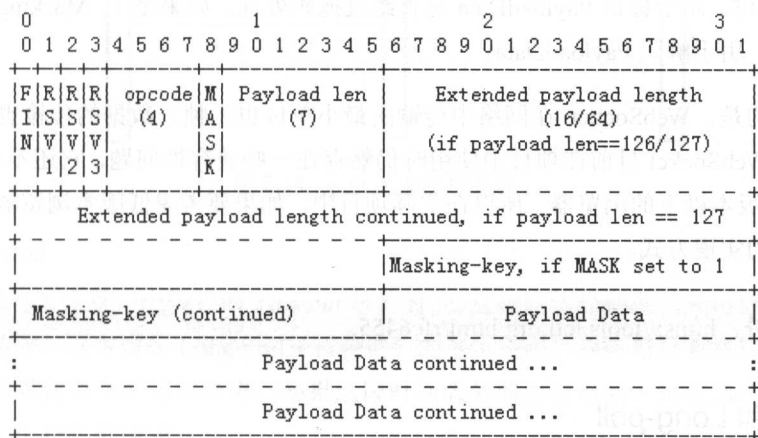 0 1 2 3
0 1 2 3 4 5 6 7 8 9 0 1 2 3 4 5 6 7 8 9 0 1 2 3 4 5 6 7 8 9 0 1
+-+-+-+-+-------+-+-------------+-------------------------------+
|F|R|R|R| opcode|M| Payload len | Extended payload length |
|I|S|S|S| (4) |A| (7) | (16/64) |
|N|V|V|V| |S| | (if payload len==126/127) |
| |1|2|3| |K| | |
+-+-+-+-+-------+-+-------------+ - - - - - - - - - - - - - - - +
| Extended payload length continued, if payload len == 127 |
+ - - - - - - - - - - - - - - - +-------------------------------+
| |Masking-key, if MASK set to 1 |
+-------------------------------+-------------------------------+
| Masking-key (continued) | Payload Data |
+-------------------------------- - - - - - - - - - - - - - - - +
: Payload Data continued ... :
+ - - - - - - - - - - - - - - - - - - - - - - - - - - - - - - - +
| Payload Data continued ... |
+---------------------------------------------------------------+